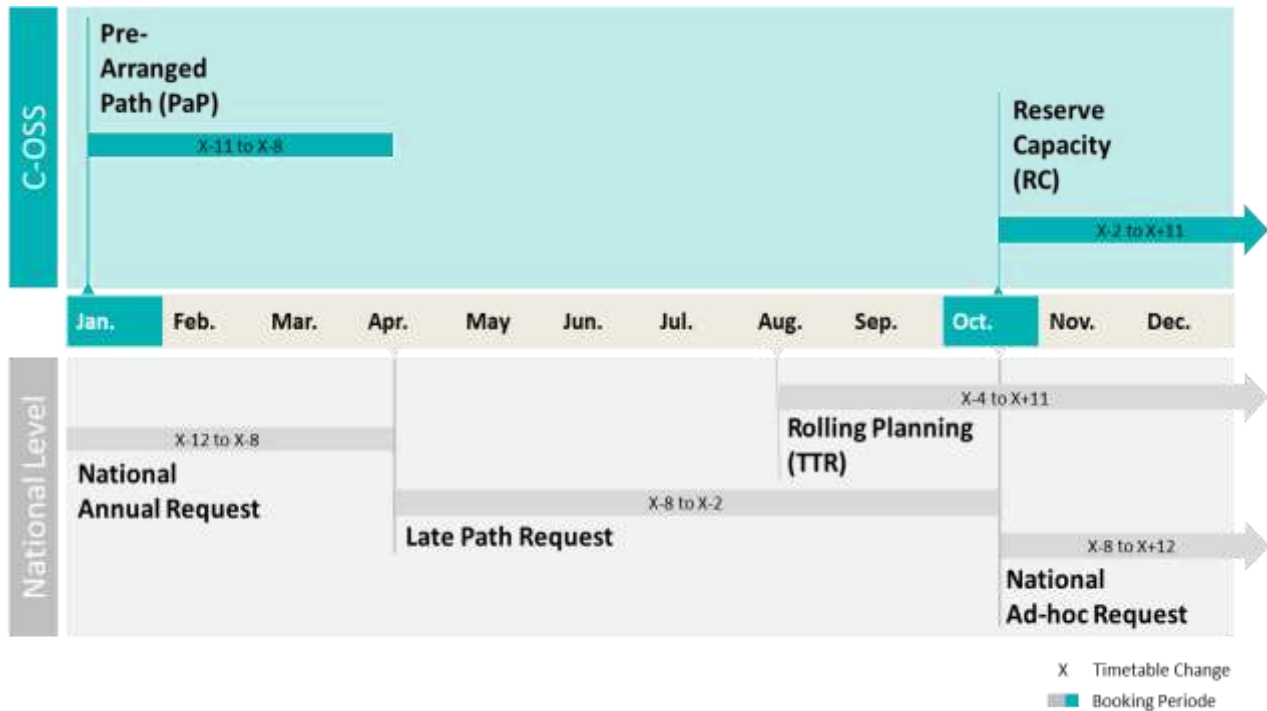 C-OSS
Pre-
Arranged
Path (PaP)
X-11 to X-8
Reserve
Capacity
(RC)
X-2 to X+11
Jan. Feb. Mar. Apr. May Jun. Jul. Aug. Sep. Oct. Nov. Dec.
National Level
X-4 to X+11
Rolling Planning
(TTR)
X-12 to X-8
National
Annual Request
X-8 to X-2
Late Path Request
X-8 to X+12
National
Ad-hoc Request
X Timetable Change
Booking Periode